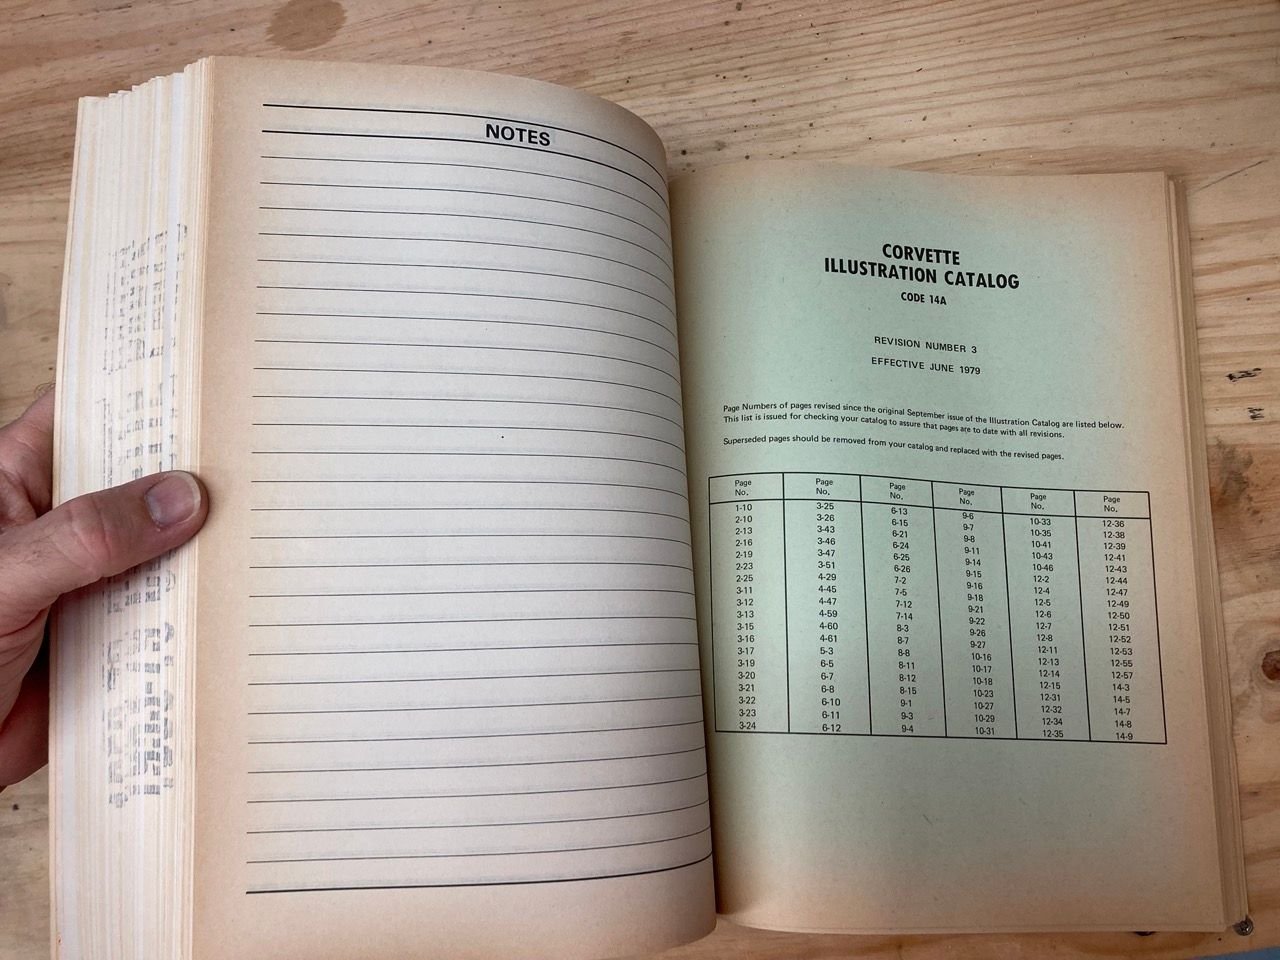 NOTES
CORVETTE
ILLUSTRATION CATALOG
CODE 14A
REVISION NUMBER 3
EFFECTIVE JUNE 1979
Page Numbers of pages revised since the original September issue of the Illustration Catalog are listed below.
This list is issued for checking your catalog to assure that pages are to date with all revisions.
Superseded pages should be removed from your catalog and replaced with the revised pages.
Page No. Page No. Page No. Page No. Page No. Page No.
1-10 3-25 6-13 9-6 10-33 12-36
2-10 3-26 6-15 9-7 10-35 12-38
2-13 3-43 6-21 9-8 10-41 12-39
2-16 3-46 6-24 9-11 10-43 12-41
2-19 3-47 6-25 9-14 10-46 12-43
2-23 3-51 6-26 9-15 12-2 12-44
2-25 4-29 7-2 9-16 12-4 12-47
3-11 4-45 7-5 9-18 12-5 12-49
3-12 4-47 7-12 9-21 12-6 12-50
3-13 4-59 7-14 9-22 12-7 12-51
3-15 4-60 8-3 9-26 12-8 12-52
3-16 4-61 8-7 9-27 12-11 12-53
3-17 5-3 8-8 10-16 12-13 12-55
3-19 6-5 8-11 10-17 12-14 12-57
3-20 6-7 8-12 10-18 12-15 14-3
3-21 6-8 8-15 10-23 12-31 14-5
3-22 6-10 9-1 10-27 12-32 14-7
3-23 6-11 9-3 10-29 12-34 14-8
3-24 6-12 9-4 10-31 12-35 14-9